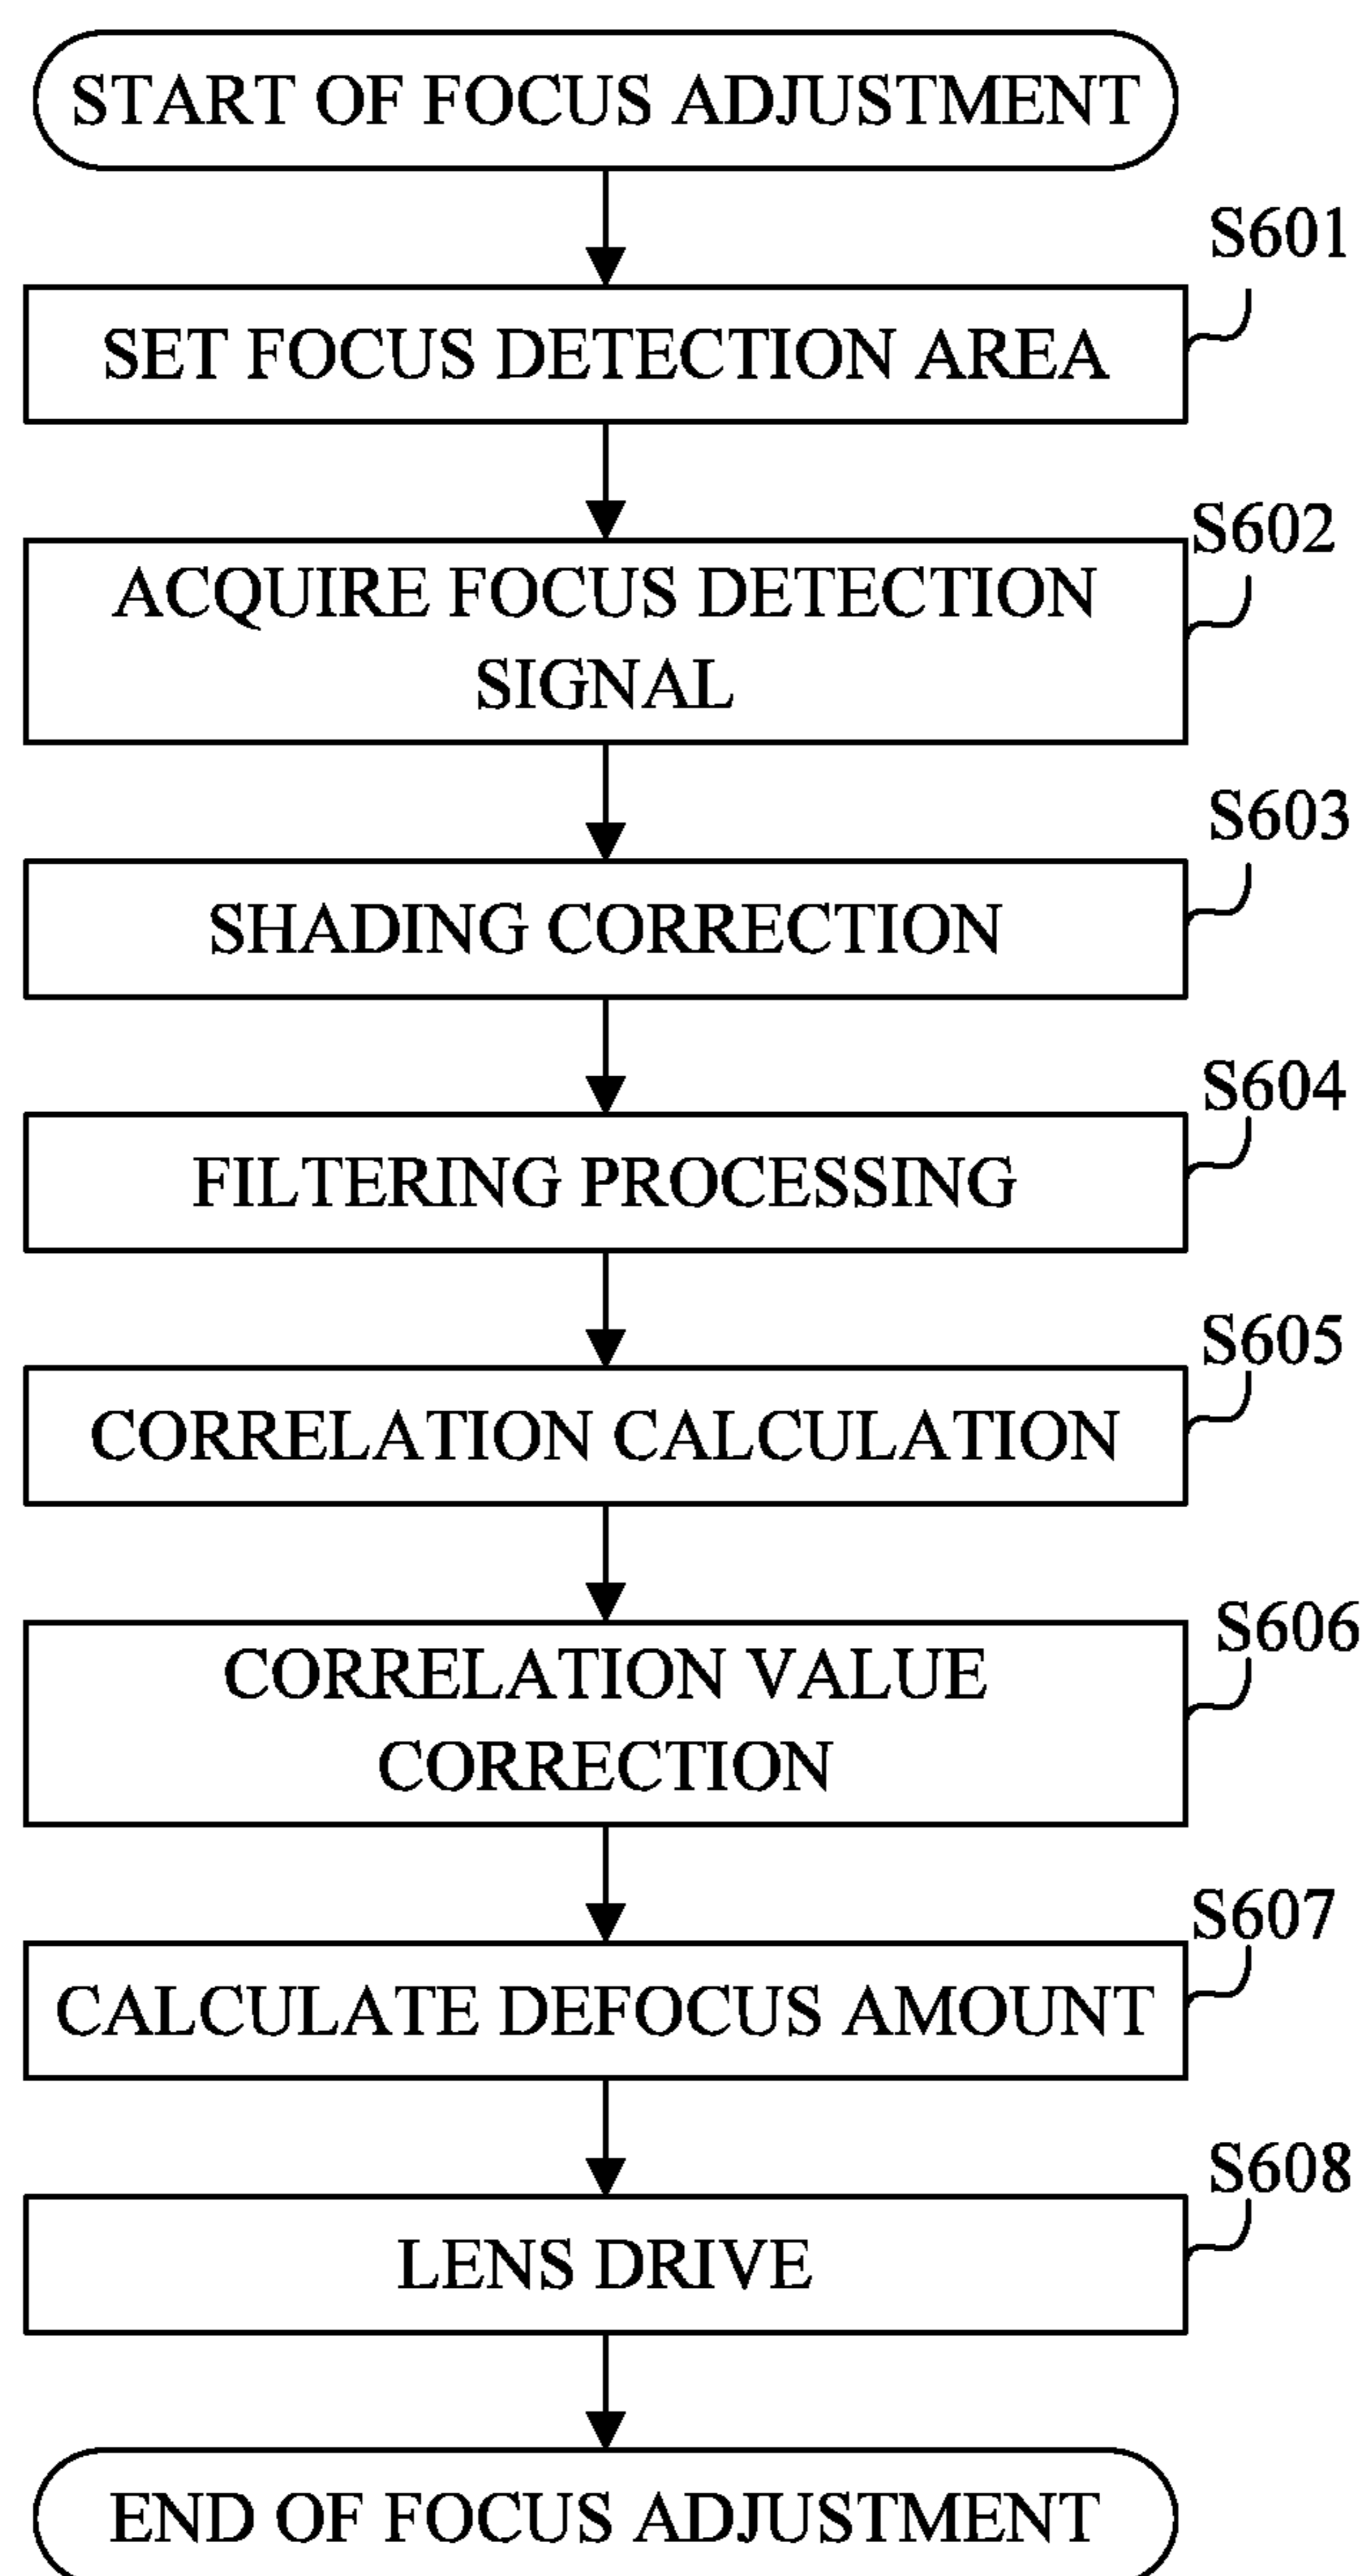 START OF FOCUS ADJUSTMENT
S601
SET FOCUS DETECTION AREA
S602
ACQUIRE FOCUS DETECTION
SIGNAL
S603
SHADING CORRECTION
S604
FILTERING PROCESSING
S605
CORRELATION CALCULATION
S606
CORRELATION VALUE
CORRECTION
S607
CALCULATE DEFOCUS AMOUNT
S608
LENS DRIVE
END OF FOCUS ADJUSTMENT